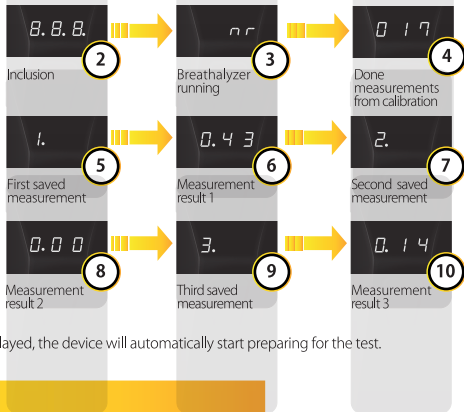 8.8.8.
2
Inclusion
nr
3
Breathalyzer
running
017
4
Done
measurements
from calibration
1.
5
First saved
measurement
0.43
6
Measurement
result 1
2.
7
Second saved
measurement
0.00
8
Measurement
result 2
3.
9
Third saved
measurement
0.14
10
Measurement
result 3
the device will automatically start preparing for the test.